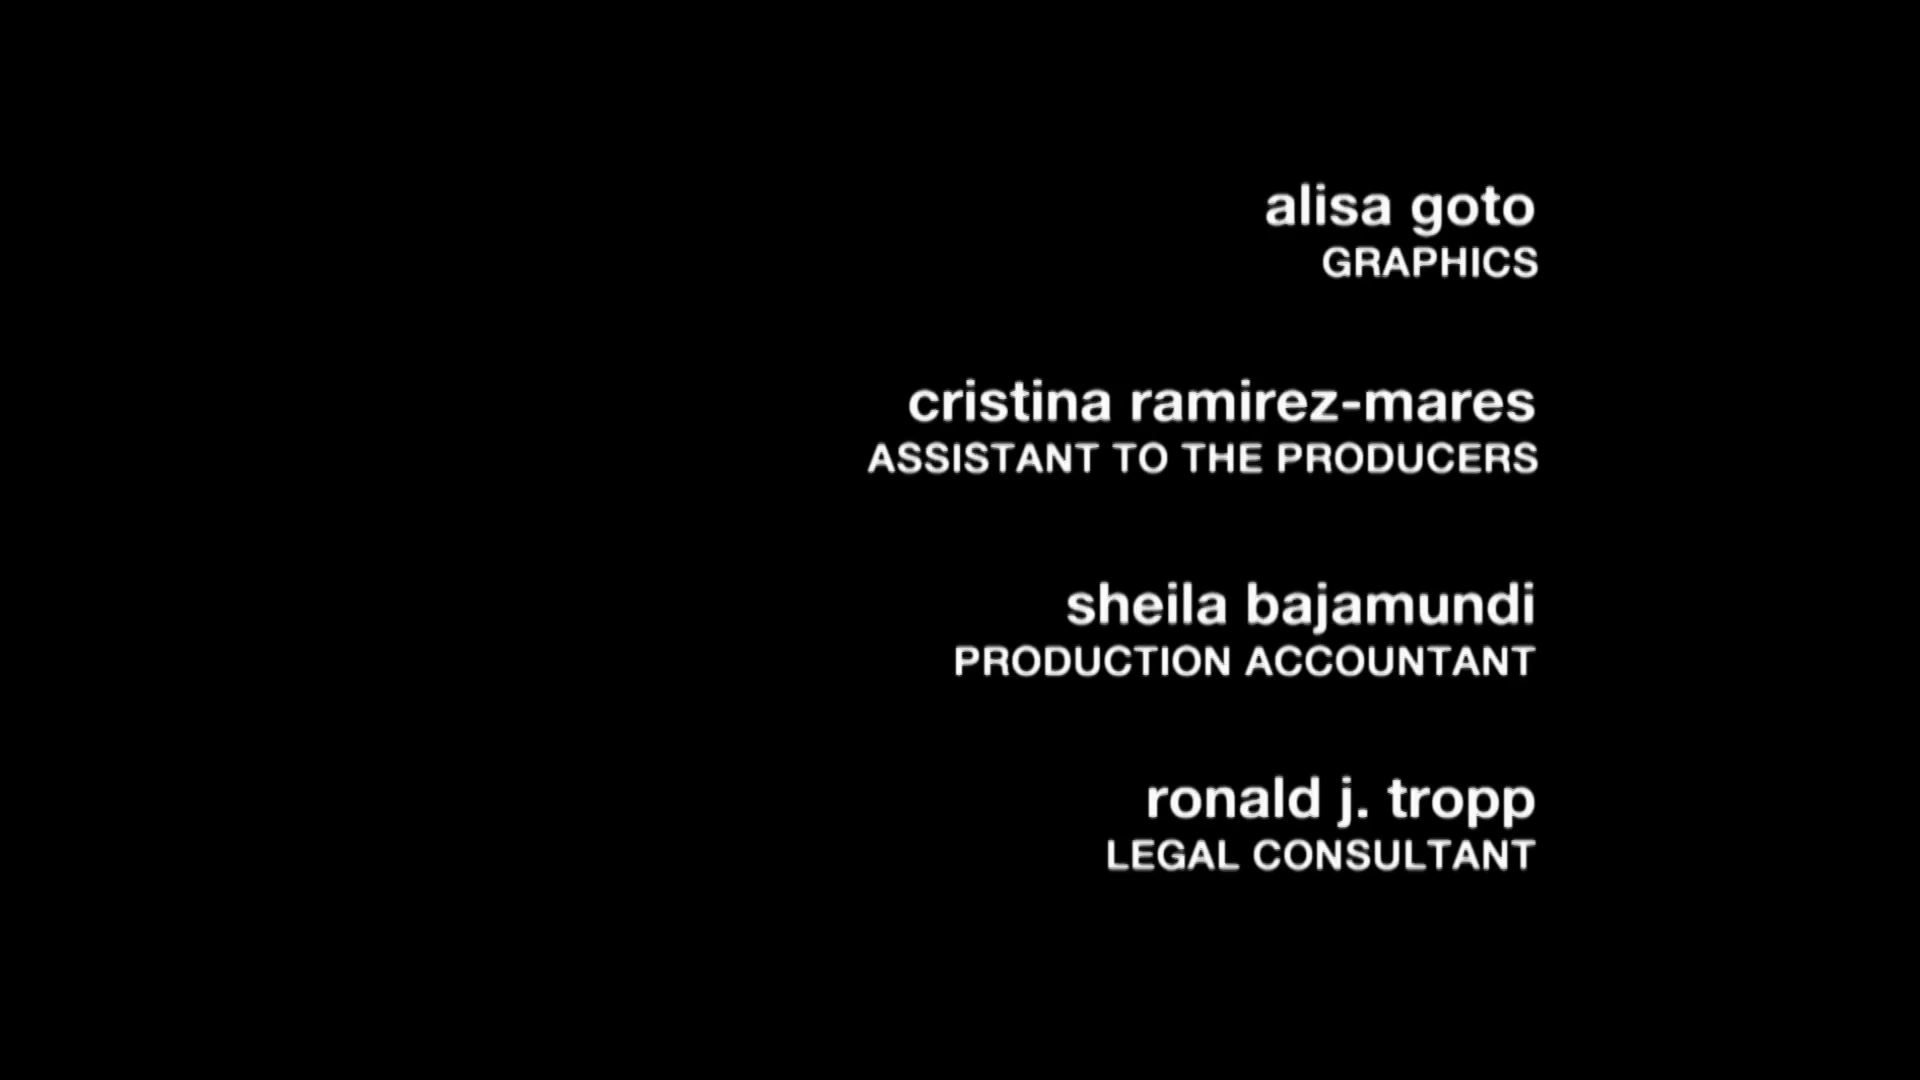 alisa goto
GRAPHICS
cristina ramirez-mares
ASSISTANT TO THE PRODUCERS
sheila bajamundi
PRODUCTION ACCOUNTANT
ronald j. tropp
LEGAL CONSULTANT